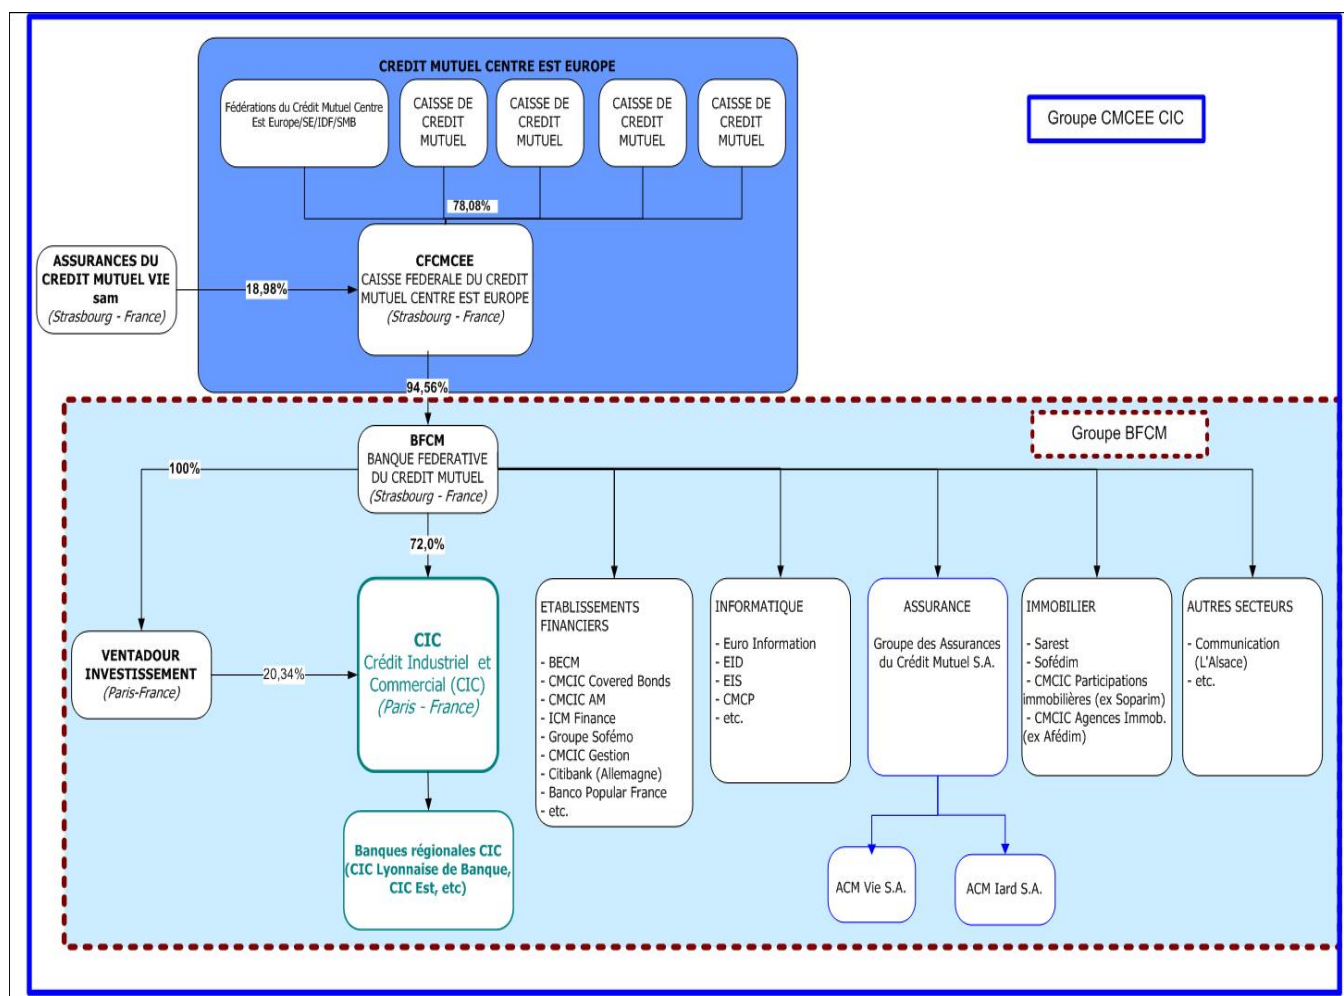 CREDIT MUTUEL CENTRE EST EUROPE
Fédérations du Crédit Mutuel Centre
Est Europe/SE/IDF/SMB
CAISSE DE
CREDIT
MUTUEL
CAISSE DE
CREDIT
MUTUEL
CAISSE DE
CREDIT
MUTUEL
CAISSE DE
CREDIT
MUTUEL
Groupe CMCEE CIC
78,08%
ASSURANCES DU
CREDIT MUTUEL VIE
sam
(Strasbourg - France)
18,98%
CFCMCEE
CAISSE FEDERALE DU CREDIT
MUTUEL CENTRE EST EUROPE
(Strasbourg - France)
94,56%
Groupe BFCM
BFCM
BANQUE FEDERATIVE
DU CREDIT MUTUEL
(Strasbourg - France)
100%
72,0%
VENTADOUR
INVESTISSEMENT
(Paris-France)
20,34%
CIC
Crédit Industriel et
Commercial (CIC)
(Paris - France)
ETABLISSEMENTS
FINANCIERS
- BECM
- CMCIC Covered Bonds
- CMCIC AM
- ICM Finance
- Groupe Sofémo
- CMCIC Gestion
- Citibank (Allemagne)
- Banco Popular France
- etc.
INFORMATIQUE
- Euro Information
- EID
- EIS
- CMCP
- etc.
ASSURANCE
Groupe des Assurances
du Crédit Mutuel S.A.
IMMOBILIER
- Sarest
- Sofédim
- CMCIC Participations
immobilières (ex Soparim)
- CMCIC Agences Immob.
(ex Afédim)
AUTRES SECTEURS
- Communication
(L'Alsace)
- etc.
Banques régionales CIC
(CIC Lyonnaise de Banque,
CIC Est, etc)
ACM Vie S.A.
ACM Iard S.A.